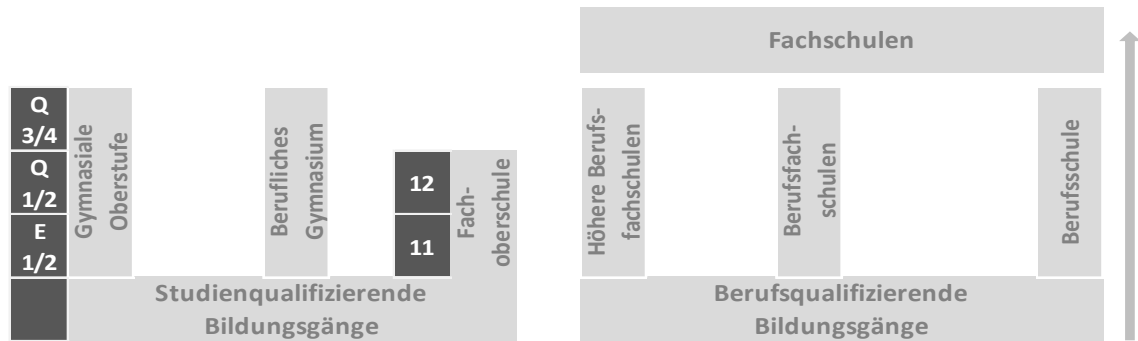 Fachschulen
Q
3/4
Q
1/2
E
1/2
Gymnasiale
Oberstufe
Berufliches
Gymnasium
12
11
Fach-
oberschule
Höhere Berufs-
fachschulen
Berufsfach-
schulen
Berufsschule
Studienqualifizierende
Bildungsgänge
Berufsqualifizierende
Bildungsgänge